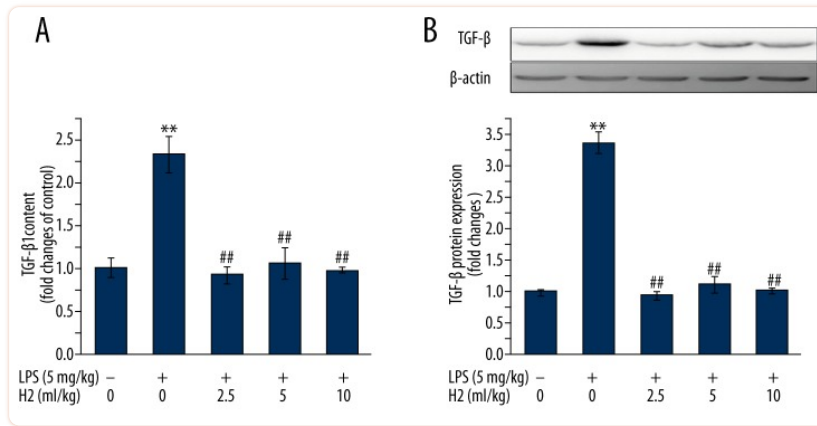 A
TGF-β1content
(fold changes of control)
2.5
2.0
1.5
1.0
0.5
0.0
**
##
##
##
LPS (5 mg/kg) – + + + +
H2 (ml/kg) 0 0 2.5 5 10
B
TGF-β
β-actin
TGF-β protein expression
(fold changes )
3.5
3.0
2.5
2.0
1.5
1.0
0.5
0.0
**
##
##
##
LPS (5 mg/kg) – + + + +
H2 (ml/kg) 0 0 2.5 5 10